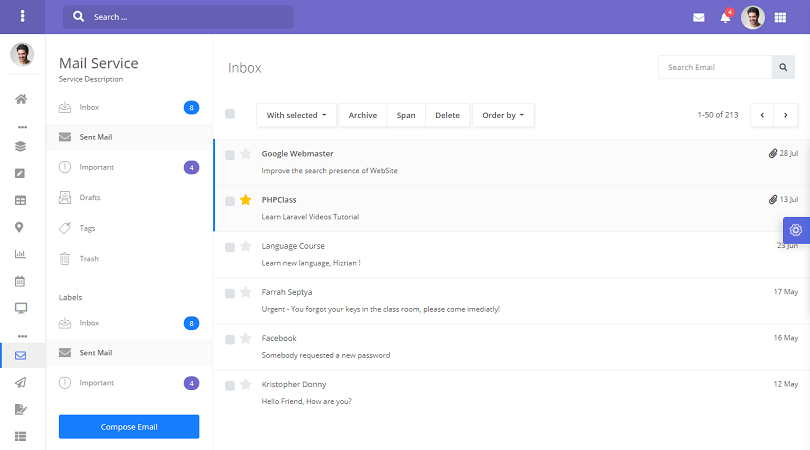 Search ...
4
Mail Service
Service Description
Inbox 8
Sent Mail
Important 4
Drafts
Tags
Trash
Labels
Inbox 8
Sent Mail
Important 4
Compose Email
Inbox
Search Email
With selected Archive Span Delete Order by 1-50 of 213
Google Webmaster 28 Jul
Improve the search presence of WebSite
PHPClass 13 Jul
Learn Laravel Videos Tutorial
Language Course 23 Jun
Learn new language, Hizrian !
Farrah Septya 17 May
Urgent - You forgot your keys in the class room, please come imediatly!
Facebook 16 May
Somebody requested a new password
Kristopher Donny 12 May
Hello Friend, How are you?